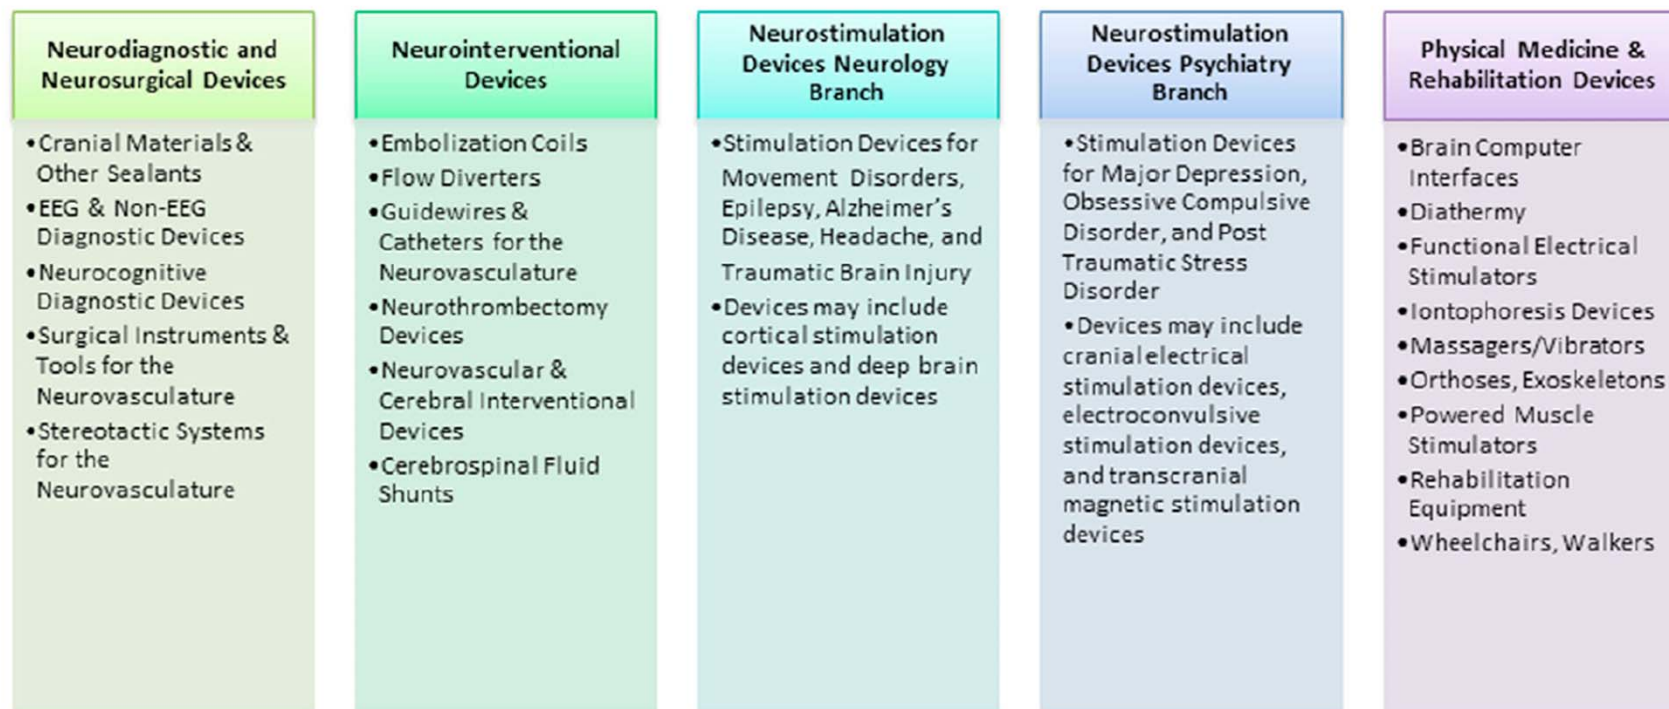 Neurodiagnostic and
Neurosurgical Devices
•Cranial Materials &
Other Sealants
•EEG & Non-EEG
Diagnostic Devices
•Neurocognitive
Diagnostic Devices
•Surgical Instruments &
Tools for the
Neurovasculature
•Stereotactic Systems
for the
Neurovasculature
Neurointerventional
Devices
•Embolization Coils
•Flow Diverters
•Guidewires &
Catheters for the
Neurovasculature
•Neurothrombectomy
Devices
•Neurovascular &
Cerebral Interventional
Devices
•Cerebrospinal Fluid
Shunts
Neurostimulation
Devices Neurology
Branch
•Stimulation Devices for
Movement Disorders,
Epilepsy, Alzheimer's
Disease, Headache, and
Traumatic Brain Injury
•Devices may include
cortical stimulation
devices and deep brain
stimulation devices
Neurostimulation
Devices Psychiatry
Branch
•Stimulation Devices
for Major Depression,
Obsessive Compulsive
Disorder, and Post
Traumatic Stress
Disorder
•Devices may include
cranial electrical
stimulation devices,
electroconvulsive
stimulation devices,
and transcranial
magnetic stimulation
devices
Physical Medicine &
Rehabilitation Devices
•Brain Computer
Interfaces
•Diathermy
•Functional Electrical
Stimulators
•Iontophoresis Devices
•Massagers/Vibrators
•Orthoses, Exoskeletons
•Powered Muscle
Stimulators
•Rehabilitation
Equipment
•Wheelchairs, Walkers